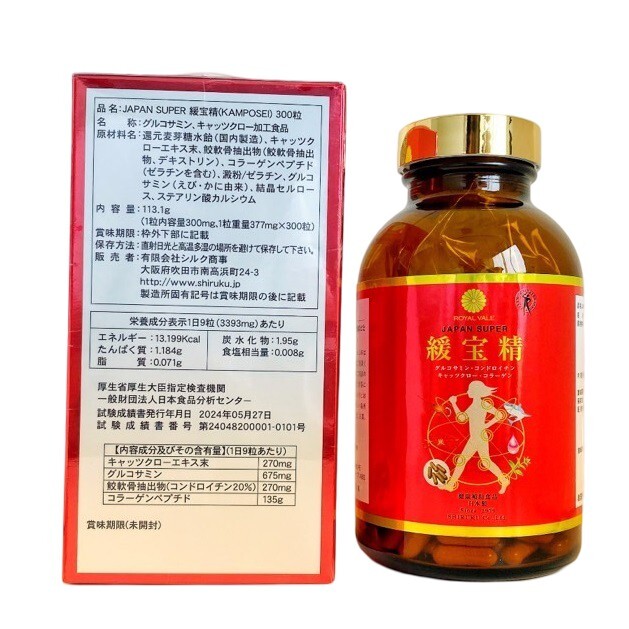 品名:JAPAN SUPER 緩宝精(KAMPOSEI) 300粒
名称:グルコサミン、キャッツクロー加工食品
原材料名:還元麦芽糖水飴(国内製造)、キャッツク
ローエキス末、鮫軟骨抽出物(鮫軟骨抽出
物、デキストリン)、コラーゲンペプチド
(ゼラチンを含む)、澱粉/ゼラチン、グルコ
サミン(えび・かに由来)、結晶セルロー
ス、ステアリン酸カルシウム
内容量:113.1g
(1粒内容量300mg、1粒重量377mg×300粒)
賞味期限:枠外下部に記載
保存方法:直射日光と高温多湿の場所を避けて保存して下さい。
販売者:有限会社シルク商事
大阪府吹田市南高浜町24-3
http://www.shiruku.jp
製造所固有記号は賞味期限の後に記載
栄養成分表示1日9粒(3393mg)あたり
エネルギー:13.199Kcal
たんぱく質:1.184g
脂質:0.071g
炭水化物:1.95g
食塩相当量:0.008g
厚生省厚生大臣指定検査機関
一般財団法人日本食品分析センター
試験成績書発行年月日 2024年05月27日
試験成績書番号 第24048200001-0101号
【内容成分及びその含有量】(1日9粒あたり)
キャッツクローエキス末 270mg
グルコサミン 675mg
鮫軟骨抽出物(コンドロイチン20%) 270mg
コラーゲンペプチド 135g
賞味期限(未開封)
ROYAL VALE
JAPAN SUPER
緩宝精
グルコサミン・コンドロイチン
キャッツクロー・コラーゲン